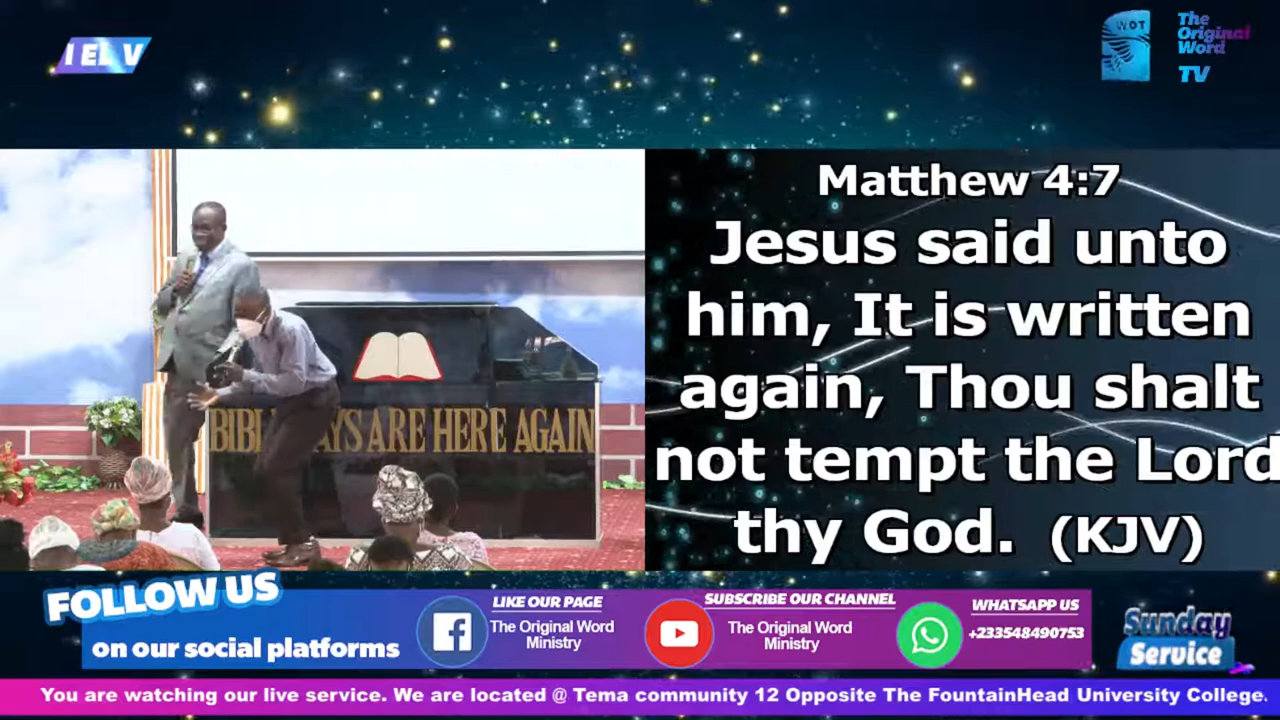 WOT
The
Original
Word
TV
Matthew 4:7
Jesus said unto
him, It is written
again, Thou shalt
not tempt the Lord
thy God. (KJV)
ARE HERE AGAIN
FOLLOW US
on our social platforms
LIKE OUR PAGE
The Original Word
Ministry
SUBSCRIBE OUR CHANNEL
The Original Word
Ministry
WHATSAPP US
+233548490753
Sunday
Service
You are watching our live service. We are located @ Tema community 12 Opposite The FountainHead University College.